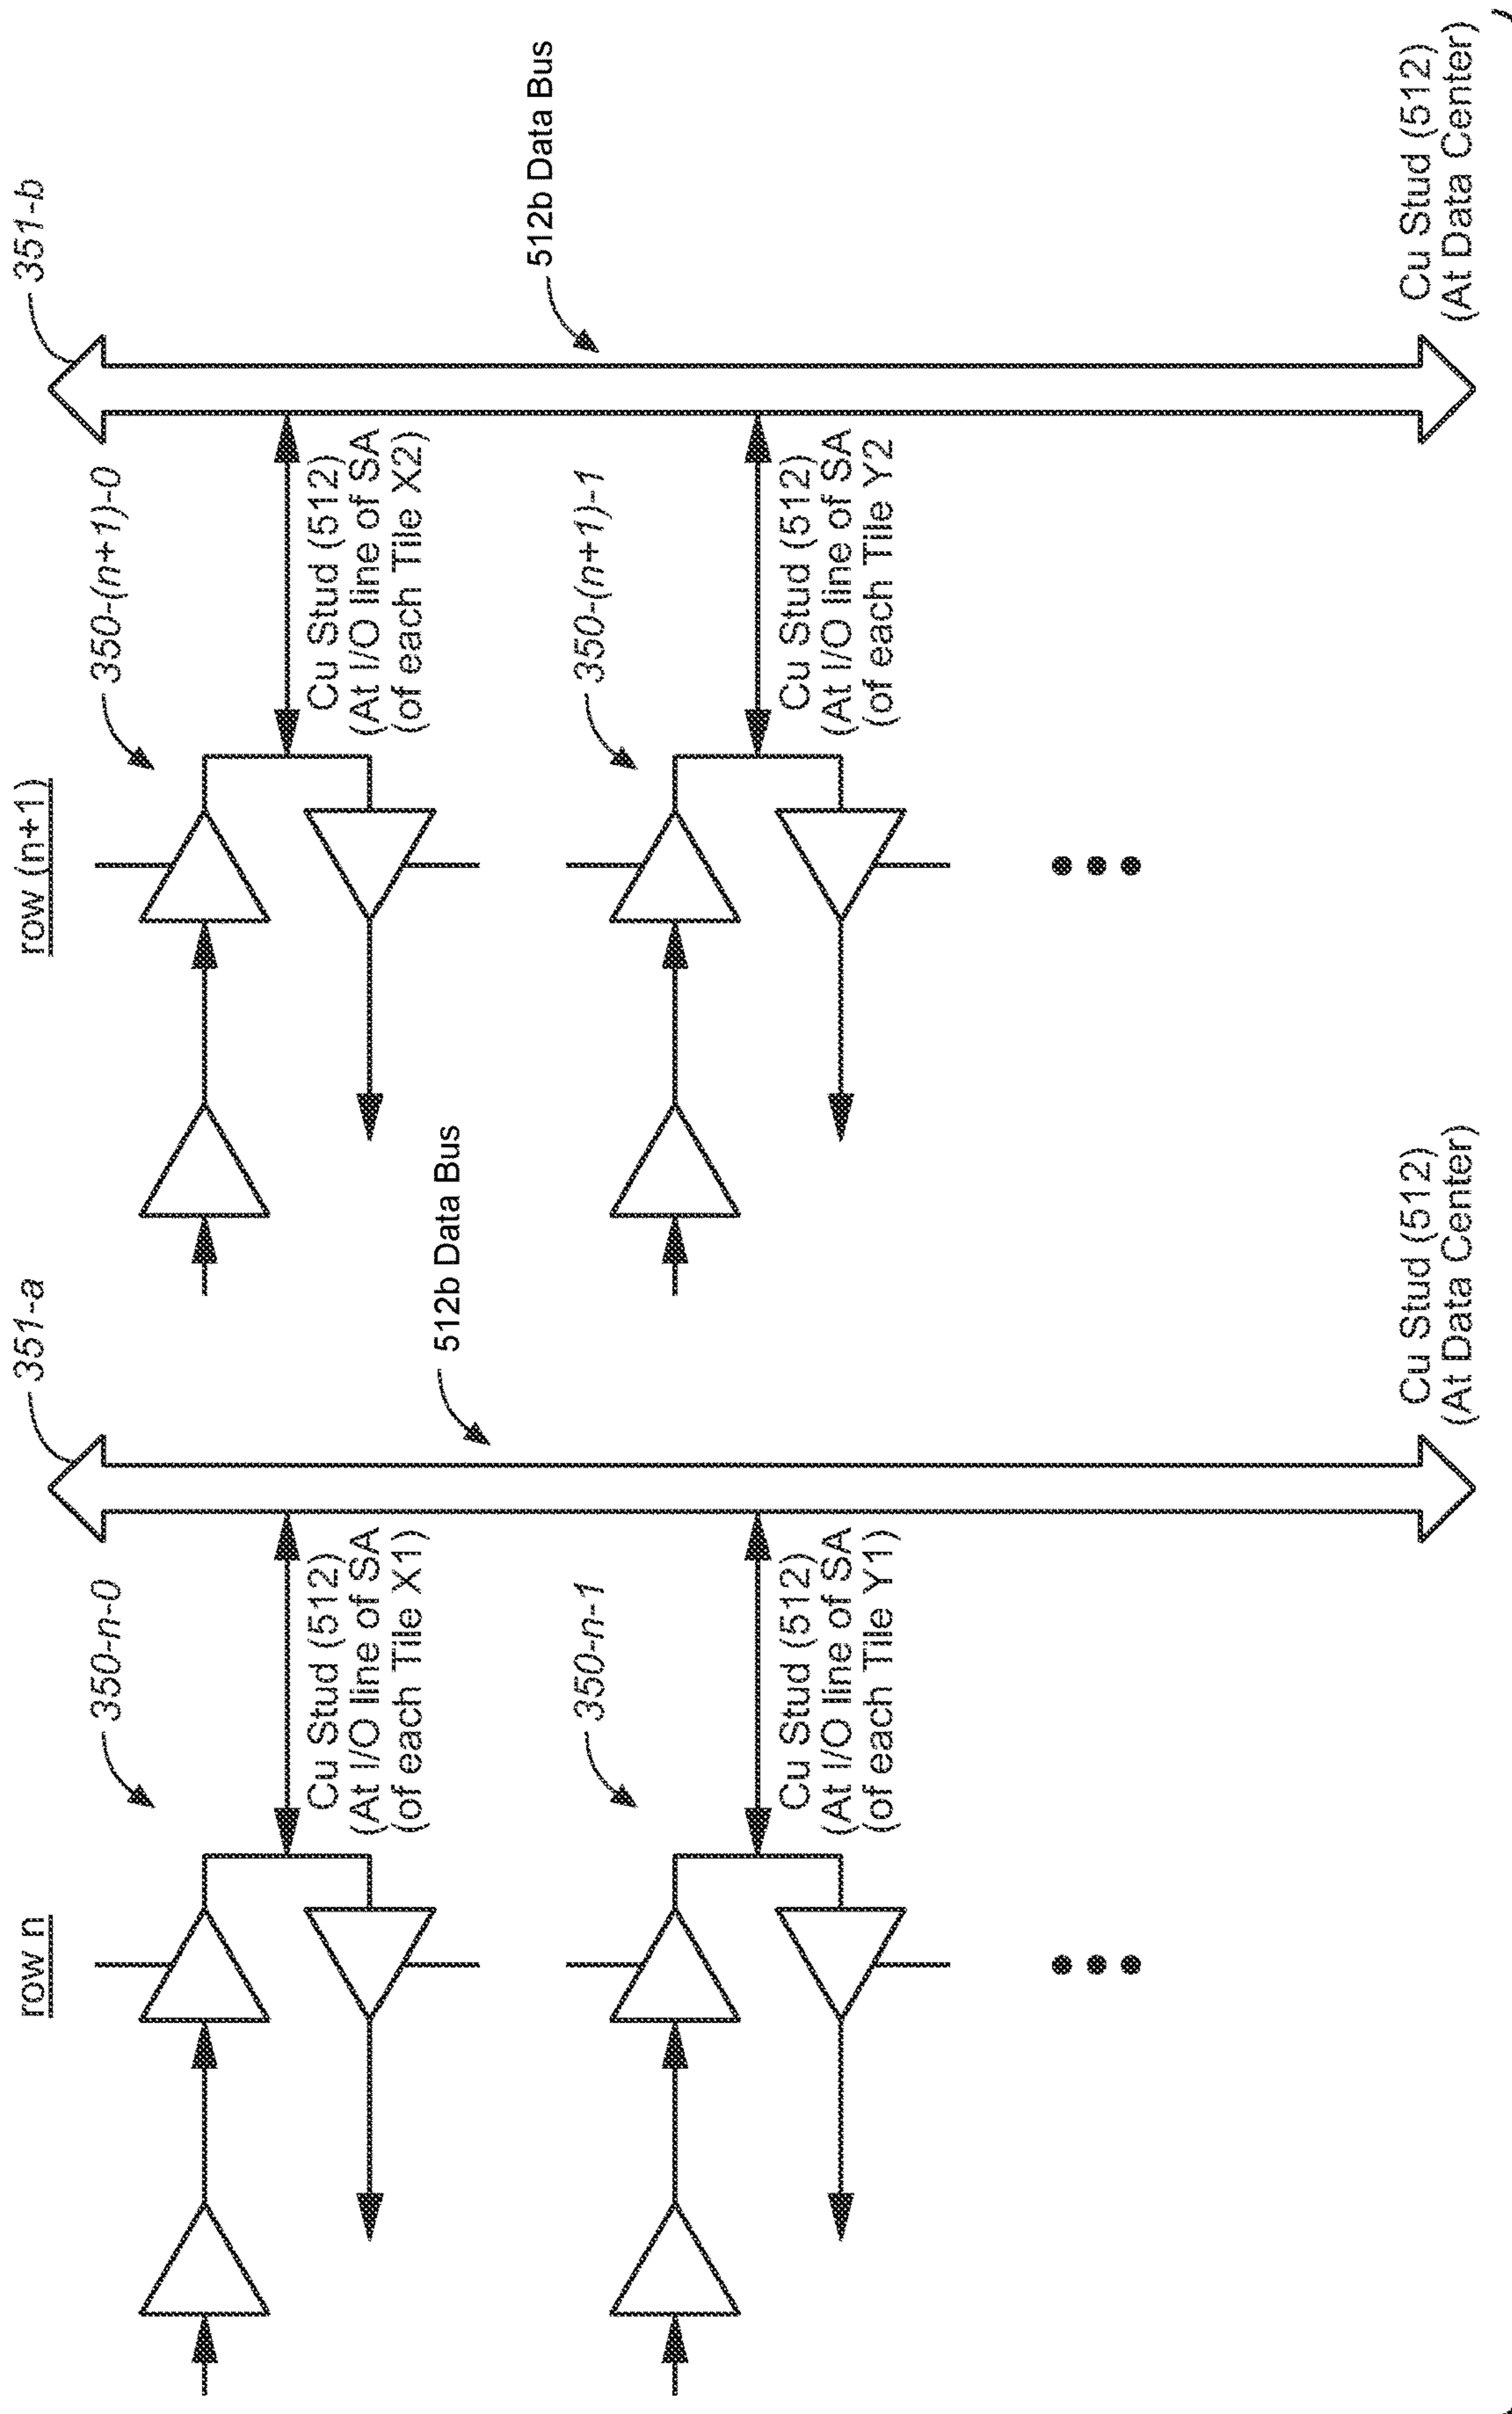 row n
350-n-0
Cu Stud (512)
(At I/O line of SA
(of each Tile X1)
350-n-1
Cu Stud (512)
(At I/O line of SA
(of each Tile Y1)
351-a
512b Data Bus
Cu Stud (512)
(At Data Center)
row (n+1)
350-(n+1)-0
Cu Stud (512)
(At I/O line of SA
(of each Tile X2)
350-(n+1)-1
Cu Stud (512)
(At I/O line of SA
(of each Tile Y2
351-b
512b Data Bus
Cu Stud (512)
(At Data Center)